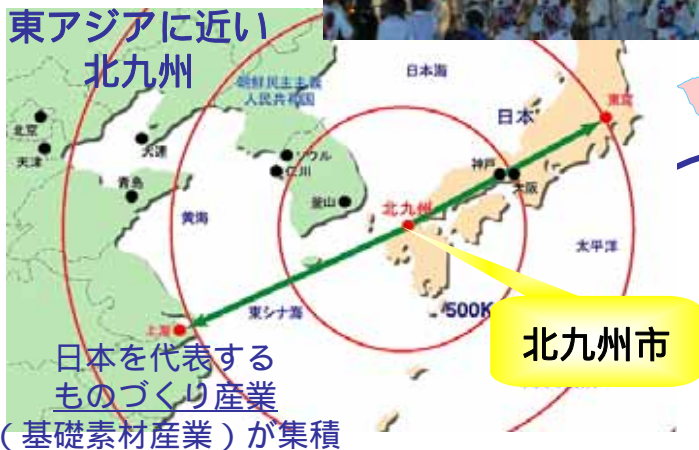 東アジアに近い
北九州
朝鮮民主主義
人民共和国
日本海
東京
日本
北京
天津
大連
ソウル
仁川
神戸
大阪
青島
釜山
北九州
黄海
太平洋
東シナ海
500K
上海
北九州市
日本を代表する
ものづくり産業
(基礎素材産業)が集積